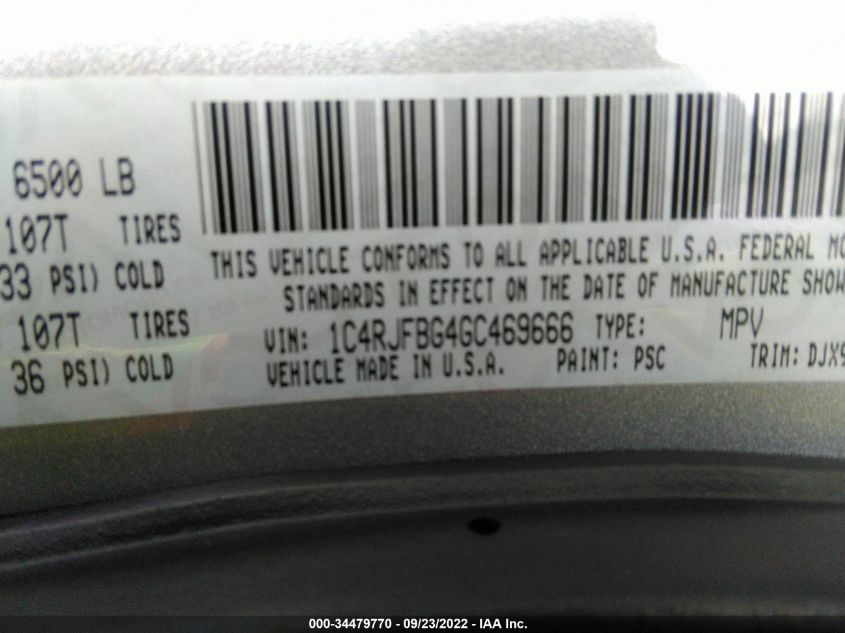 6500 LB
107T TIRES
33 PSI) COLD
107T TIRES
36 PSI) COLD
THIS VEHICLE CONFORMS TO ALL APPLICABLE U.S.A. FEDERAL MO
STANDARDS IN EFFECT ON THE DATE OF MANUFACTURE SHOW
VIN: 1C4RJFBG4GC469666 TYPE: MPV
VEHICLE MADE IN U.S.A. PAINT: PSC TRIM: DJX9
000-34479770 - 09/23/2022 - IAA Inc.